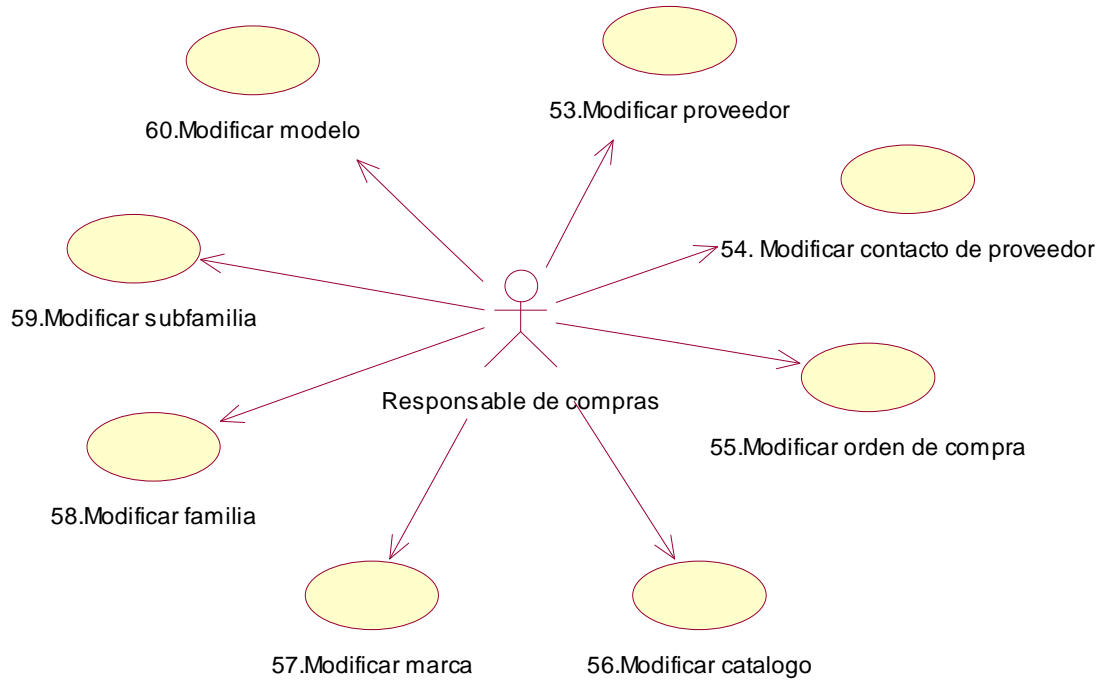 53.Modificar proveedor
60.Modificar modelo
54. Modificar contacto de proveedor
59.Modificar subfamilia
Responsable de compras
55.Modificar orden de compra
58.Modificar familia
57.Modificar marca
56.Modificar catalogo